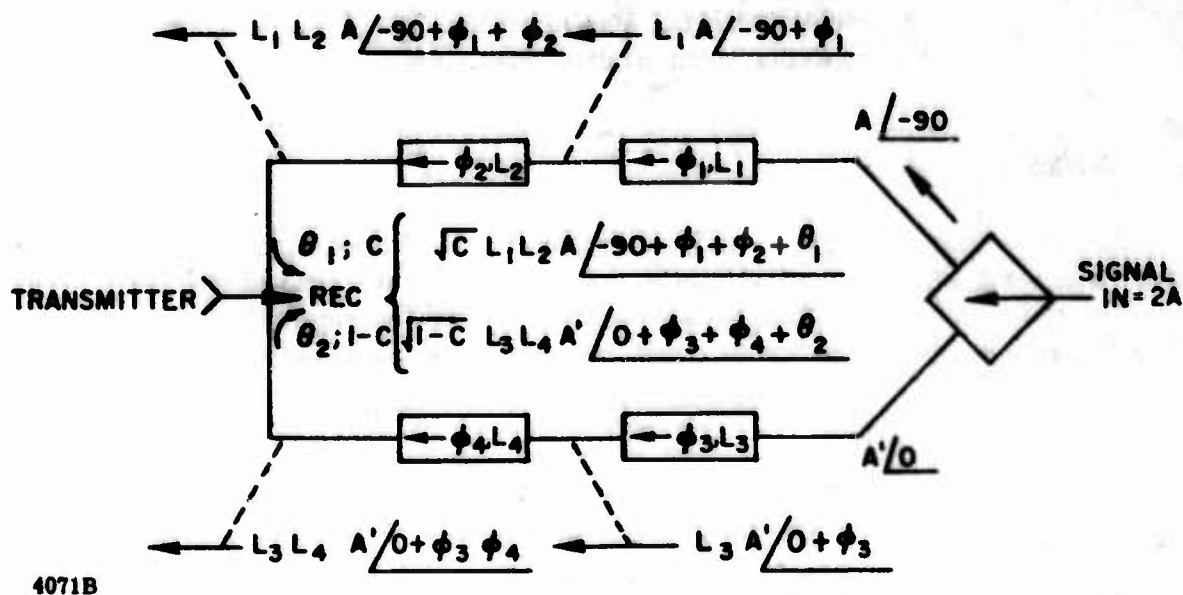 L₁ L₂ A/-90+ϕ₁+ ϕ₂
L₁ A/-90+ϕ₁
A /-90
ϕ₂,L₂
ϕ₁,L₁
θ₁; C
√C L₁ L₂ A/-90+ϕ₁+ϕ₂+θ₁
TRANSMITTER
REC
SIGNAL
IN=2A
θ₂; 1-C
√1-C L₃ L₄ A'/0+ϕ₃+ϕ₄+θ₂
ϕ₄,L₄
ϕ₃,L₃
A'/0
L₃ L₄ A'/0+ϕ₃ ϕ₄
L₃ A'/0+ϕ₃
4071B